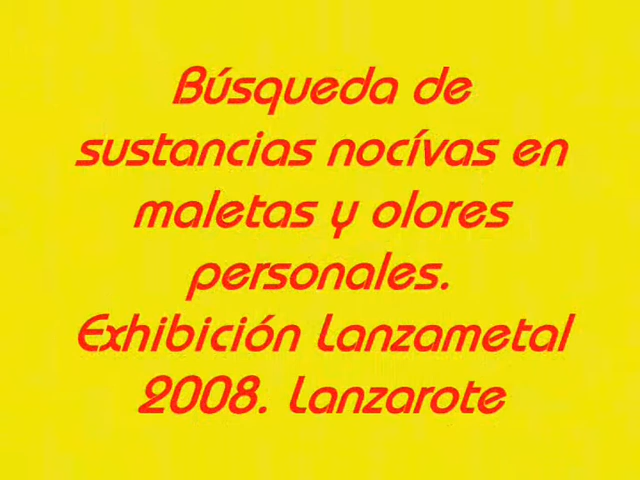 Búsqueda de
sustancias nocívas en
maletas y olores
personales.
Exhibición Lanzametal
2008. Lanzarote